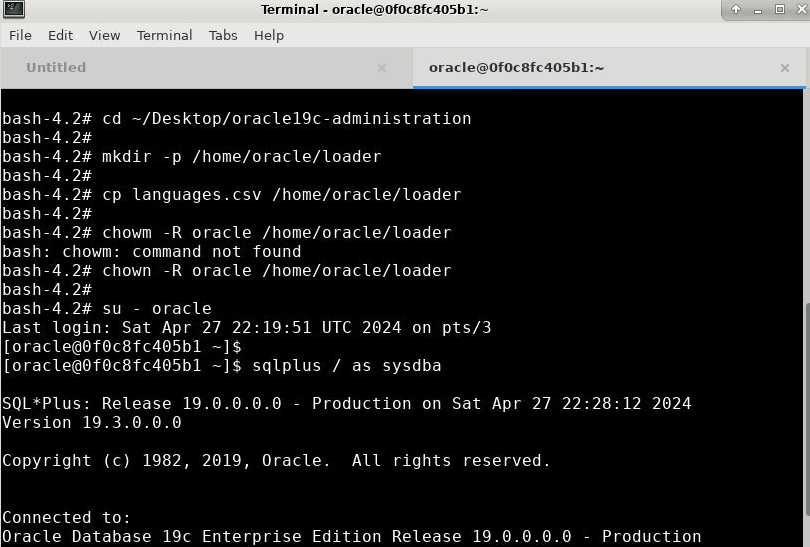 Terminal - oracle@0f0c8fc405b1:~
File Edit View Terminal Tabs Help
Untitled
oracle@0f0c8fc405b1:~
bash-4.2# cd ~/Desktop/oracle19c-administration
bash-4.2#
bash-4.2# mkdir -p /home/oracle/loader
bash-4.2#
bash-4.2# cp languages.csv /home/oracle/loader
bash-4.2#
bash-4.2# chowm -R oracle /home/oracle/loader
bash: chowm: command not found
bash-4.2# chown -R oracle /home/oracle/loader
bash-4.2#
bash-4.2# su - oracle
Last login: Sat Apr 27 22:19:51 UTC 2024 on pts/3
[oracle@0f0c8fc405b1 ~]$
[oracle@0f0c8fc405b1 ~]$ sqlplus / as sysdba
SQL*Plus: Release 19.0.0.0.0 - Production on Sat Apr 27 22:28:12 2024
Version 19.3.0.0.0
Copyright (c) 1982, 2019, Oracle.  All rights reserved.
Connected to:
Oracle Database 19c Enterprise Edition Release 19.0.0.0.0 - Production